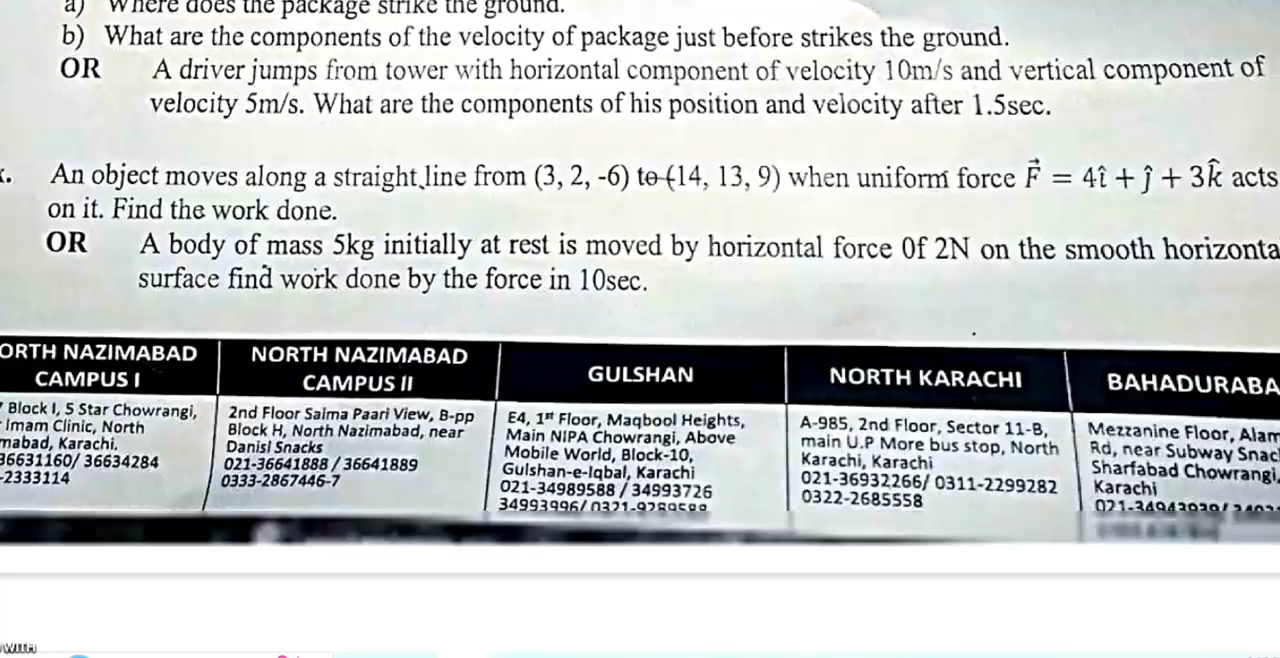 a) Where does the package strike the ground.
b) What are the components of the velocity of package just before strikes the ground.
OR A driver jumps from tower with horizontal component of velocity 10m/s and vertical component of
velocity 5m/s. What are the components of his position and velocity after 1.5sec.
An object moves along a straight line from (3, 2, -6) to (14, 13, 9) when uniform force F⃗ = 4î + ĵ + 3k̂ acts
on it. Find the work done.
OR A body of mass 5kg initially at rest is moved by horizontal force 0f 2N on the smooth horizonta
surface find work done by the force in 10sec.
ORTH NAZIMABAD
CAMPUS I
Block I, 5 Star Chowrangi,
Imam Clinic, North
mabad, Karachi.
36631160/ 36634284
-2333114
NORTH NAZIMABAD
CAMPUS II
2nd Floor Saima Paari View, B-pp
Block H, North Nazimabad, near
Danisl Snacks
021-36641888 / 36641889
0333-2867446-7
GULSHAN
E4, 1st Floor, Maqbool Heights,
Main NIPA Chowrangi, Above
Mobile World, Block-10,
Gulshan-e-Iqbal, Karachi
021-34989588 / 34993726
34993996/ 0321-9289588
NORTH KARACHI
A-985, 2nd Floor, Sector 11-B,
main U.P More bus stop, North
Karachi, Karachi
021-36932266/ 0311-2299282
0322-2685558
BAHADURABA
Mezzanine Floor, Alam
Rd, near Subway Snac
Sharfabad Chowrangi,
Karachi
WITH